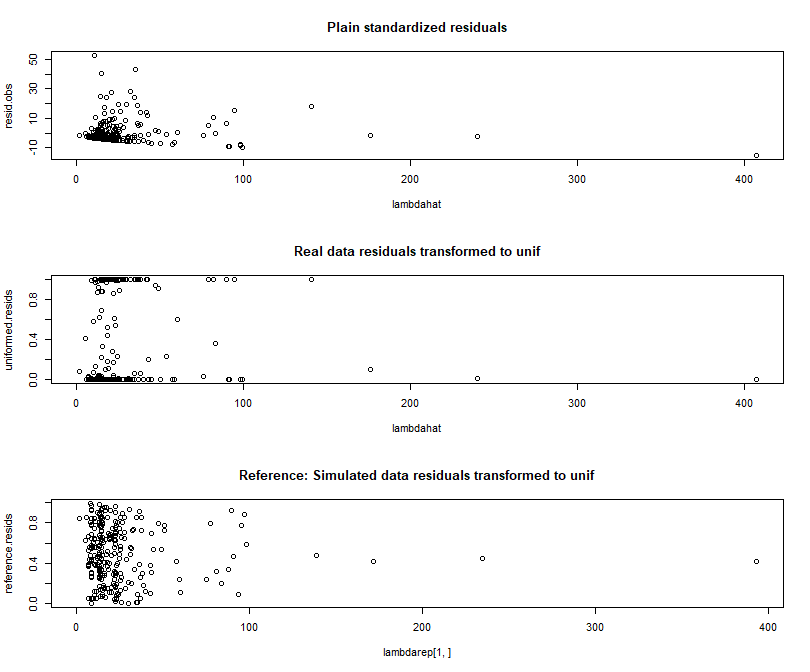 Plain standardized residuals
50
30
10
-10
resid.obs
0
100
200
300
400
lambdahat
Real data residuals transformed to unif
0.8
0.4
0.0
uniformed.resids
0
100
200
300
400
lambdahat
Reference: Simulated data residuals transformed to unif
0.8
0.4
0.0
reference.resids
0
100
200
300
400
lambdarep[1, ]